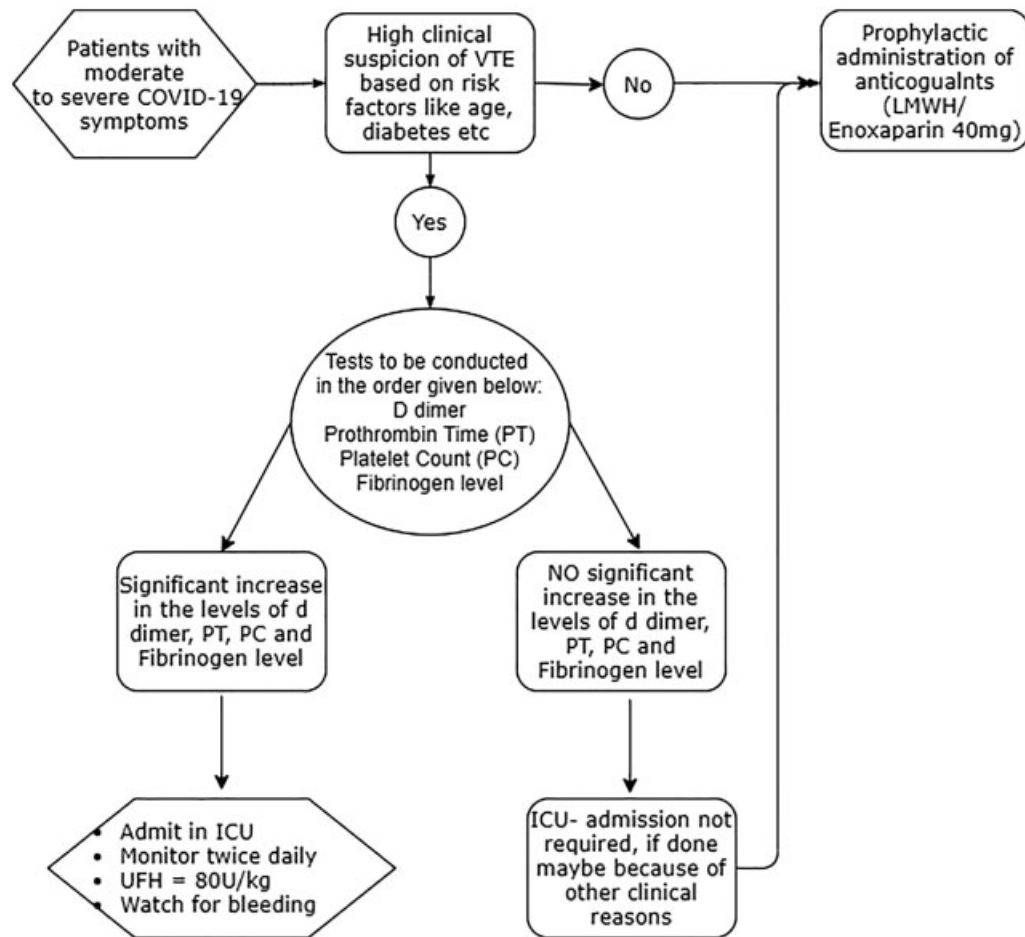 Patients with
moderate
to severe COVID-19
symptoms
High clinical
suspicion of VTE
based on risk
factors like age,
diabetes etc
No
Prophylactic
administration of
anticogualnts
(LMWH/
Enoxaparin 40mg)
Yes
Tests to be conducted
in the order given below:
D dimer
Prothrombin Time (PT)
Platelet Count (PC)
Fibrinogen level
Significant increase
in the levels of d
dimer, PT, PC and
Fibrinogen level
NO significant
increase in the
levels of d dimer,
PT, PC and
Fibrinogen level
• Admit in ICU
• Monitor twice daily
• UFH = 80U/kg
• Watch for bleeding
ICU- admission not
required, if done
maybe because of
other clinical
reasons